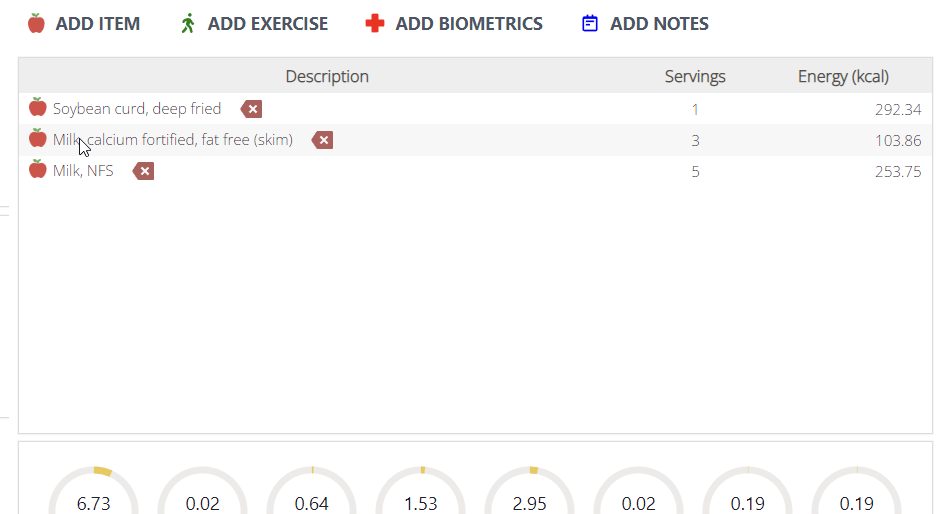 ADD ITEM ADD EXERCISE ADD BIOMETRICS ADD NOTES
Description Servings Energy (kcal)
Soybean curd, deep fried 1 292.34
Milk, calcium fortified, fat free (skim) 3 103.86
Milk, NFS 5 253.75
6.73 0.02 0.64 1.53 2.95 0.02 0.19 0.19